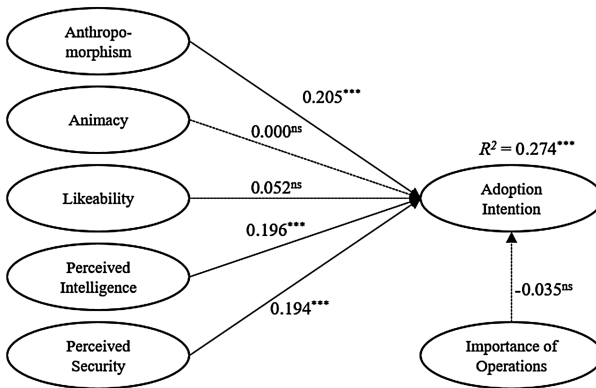 Anthropo-
morphism
0.205***
Animacy
0.000ns
R² = 0.274***
Likeability
0.052ns
Adoption
Intention
Perceived
Intelligence
0.196***
-0.035ns
Perceived
Security
0.194***
Importance of
Operations